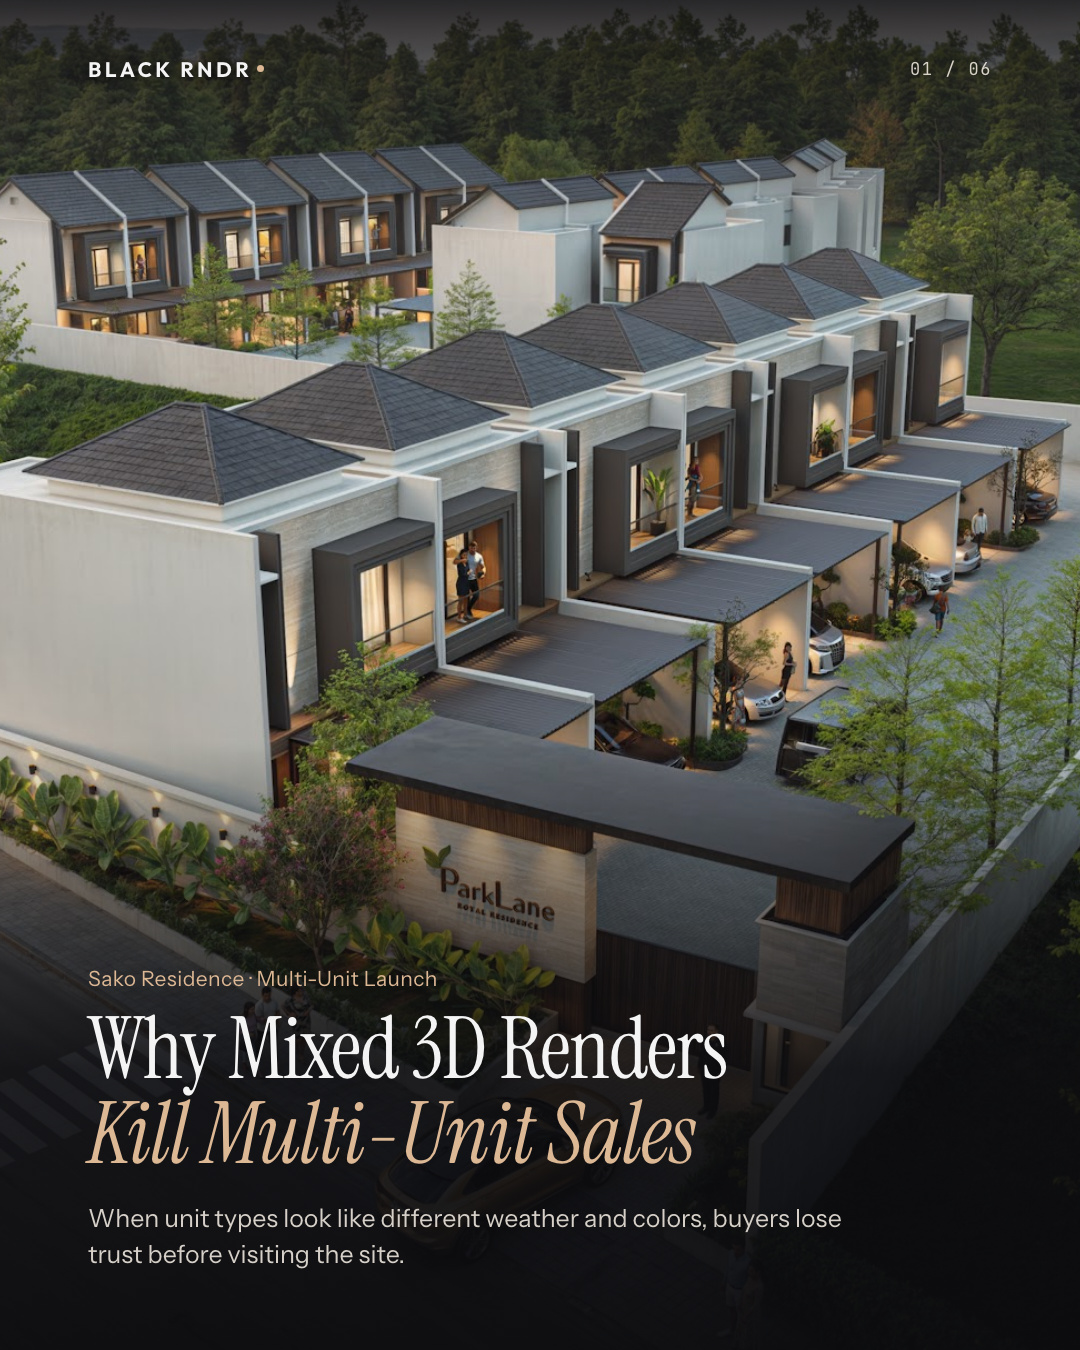 BLACK RNDR
01 / 06
ParkLane
ROYAL RESIDENCE
Sako Residence · Multi-Unit Launch
Why Mixed 3D Renders
Kill Multi-Unit Sales
When unit types look like different weather and colors, buyers lose
trust before visiting the site.